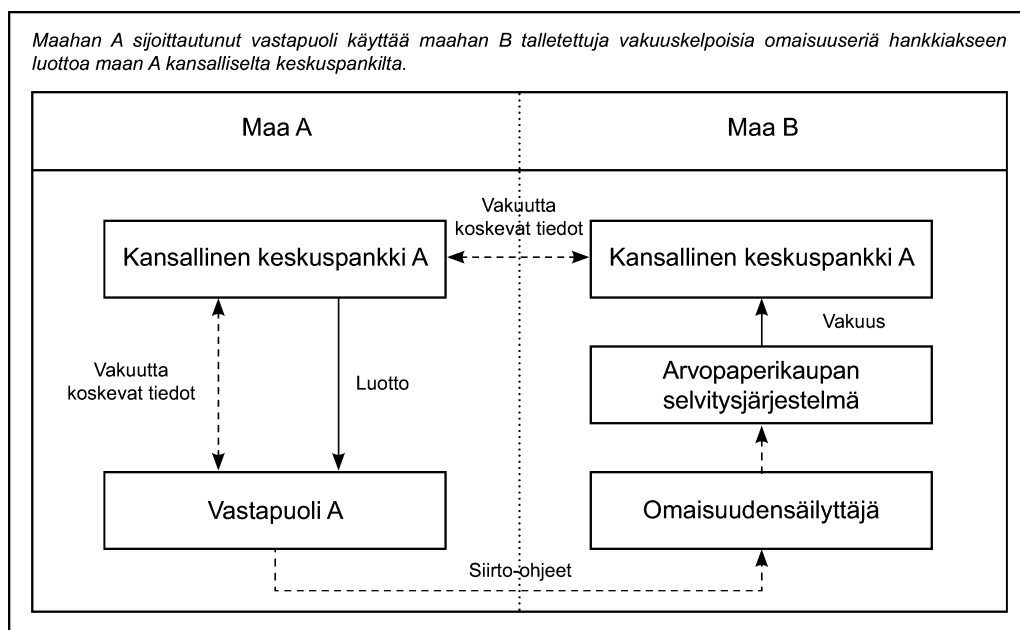 Maahan A sijoittautunut vastapuoli käyttää maahan B talletettuja vakuuskelpoisia omaisuuseriä hankkiakseen
luottoa maan A kansalliselta keskuspankilta.
Maa A
Maa B
Vakuutta
koskevat tiedot
Kansallinen keskuspankki A
Kansallinen keskuspankki A
Vakuus
Vakuutta
koskevat tiedot
Luotto
Arvopaperikaupan
selvitysjärjestelmä
Vastapuoli A
Omaisuudensäilyttäjä
Siirto-ohjeet